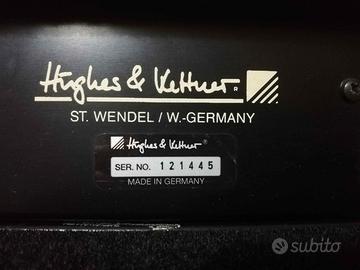 Hughes & Kettner ®
ST. WENDEL / W.-GERMANY
Hughes & Kettner ®
SER. NO. 121445
MADE IN GERMANY
subito